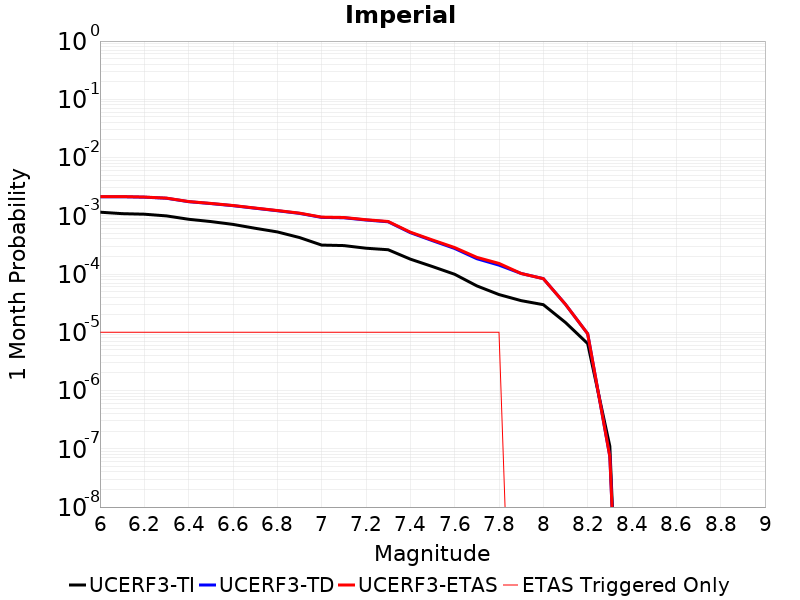 Imperial
10^0
10^-1
10^-2
10^-3
10^-4
10^-5
10^-6
10^-7
10^-8
1 Month Probability
6 6.2 6.4 6.6 6.8 7 7.2 7.4 7.6 7.8 8 8.2 8.4 8.6 8.8 9
Magnitude
UCERF3-TI UCERF3-TD UCERF3-ETAS ETAS Triggered Only